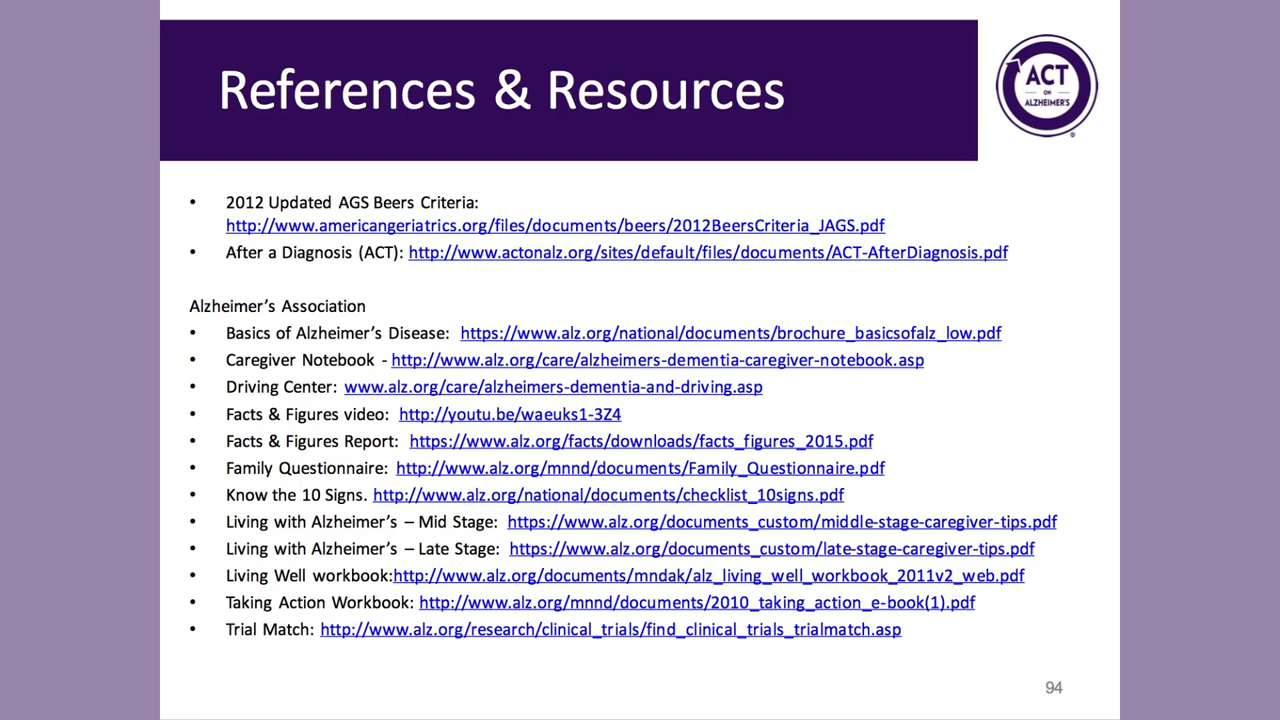 References & Resources
ACT
ON
ALZHEIMER'S
®
• 2012 Updated AGS Beers Criteria:
http://www.americangeriatrics.org/files/documents/beers/2012BeersCriteria_JAGS.pdf
• After a Diagnosis (ACT): http://www.actonalz.org/sites/default/files/documents/ACT-AfterDiagnosis.pdf
Alzheimer's Association
• Basics of Alzheimer's Disease: https://www.alz.org/national/documents/brochure_basicsofalz_low.pdf
• Caregiver Notebook - http://www.alz.org/care/alzheimers-dementia-caregiver-notebook.asp
• Driving Center: www.alz.org/care/alzheimers-dementia-and-driving.asp
• Facts & Figures video: http://youtu.be/waeuks1-3Z4
• Facts & Figures Report: https://www.alz.org/facts/downloads/facts_figures_2015.pdf
• Family Questionnaire: http://www.alz.org/mnnd/documents/Family_Questionnaire.pdf
• Know the 10 Signs. http://www.alz.org/national/documents/checklist_10signs.pdf
• Living with Alzheimer's – Mid Stage: https://www.alz.org/documents_custom/middle-stage-caregiver-tips.pdf
• Living with Alzheimer's – Late Stage: https://www.alz.org/documents_custom/late-stage-caregiver-tips.pdf
• Living Well workbook:http://www.alz.org/documents/mndak/alz_living_well_workbook_2011v2_web.pdf
• Taking Action Workbook: http://www.alz.org/mnnd/documents/2010_taking_action_e-book(1).pdf
• Trial Match: http://www.alz.org/research/clinical_trials/find_clinical_trials_trialmatch.asp
94